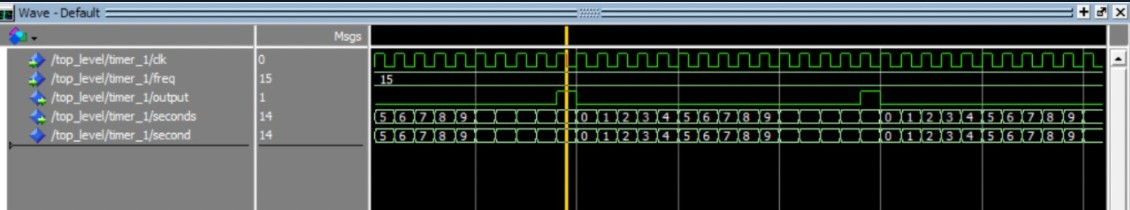 Wave - Default
Msgs
/top_level/timer_1/clk 0
/top_level/timer_1/freq 15 15
/top_level/timer_1/output 1
/top_level/timer_1/seconds 14 5 6 7 8 9 0 1 2 3 4 5 6 7 8 9 0 1 2 3 4 5 6 7 8 9
/top_level/timer_1/second 14 5 6 7 8 9 0 1 2 3 4 5 6 7 8 9 0 1 2 3 4 5 6 7 8 9